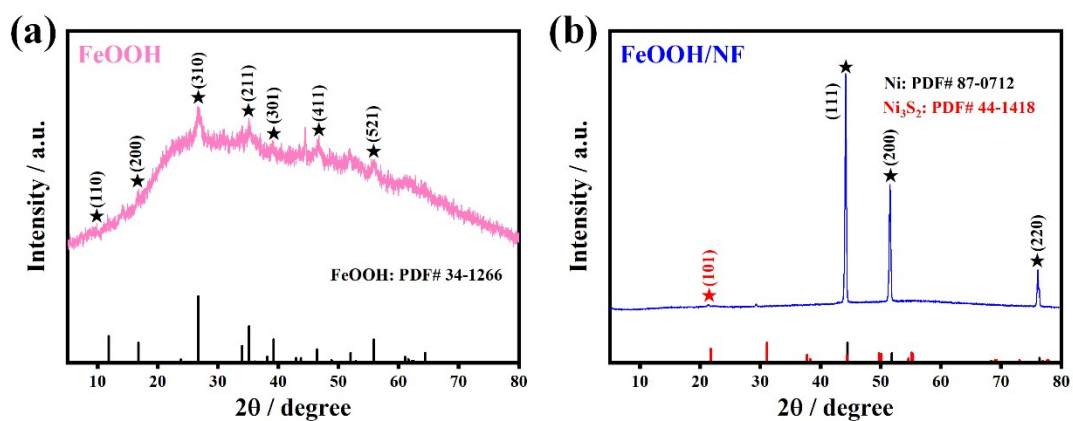 (a)
FeOOH
★(110)
★(200)
★(310)
★(211)
★(301)
★(411)
★(521)
FeOOH: PDF# 34-1266
Intensity / a.u.
10 20 30 40 50 60 70 80
2θ / degree
(b)
FeOOH/NF
Ni: PDF# 87-0712
Ni₃S₂: PDF# 44-1418
★(101)
★
(111)
★(200)
★(220)
Intensity / a.u.
10 20 30 40 50 60 70 80
2θ / degree